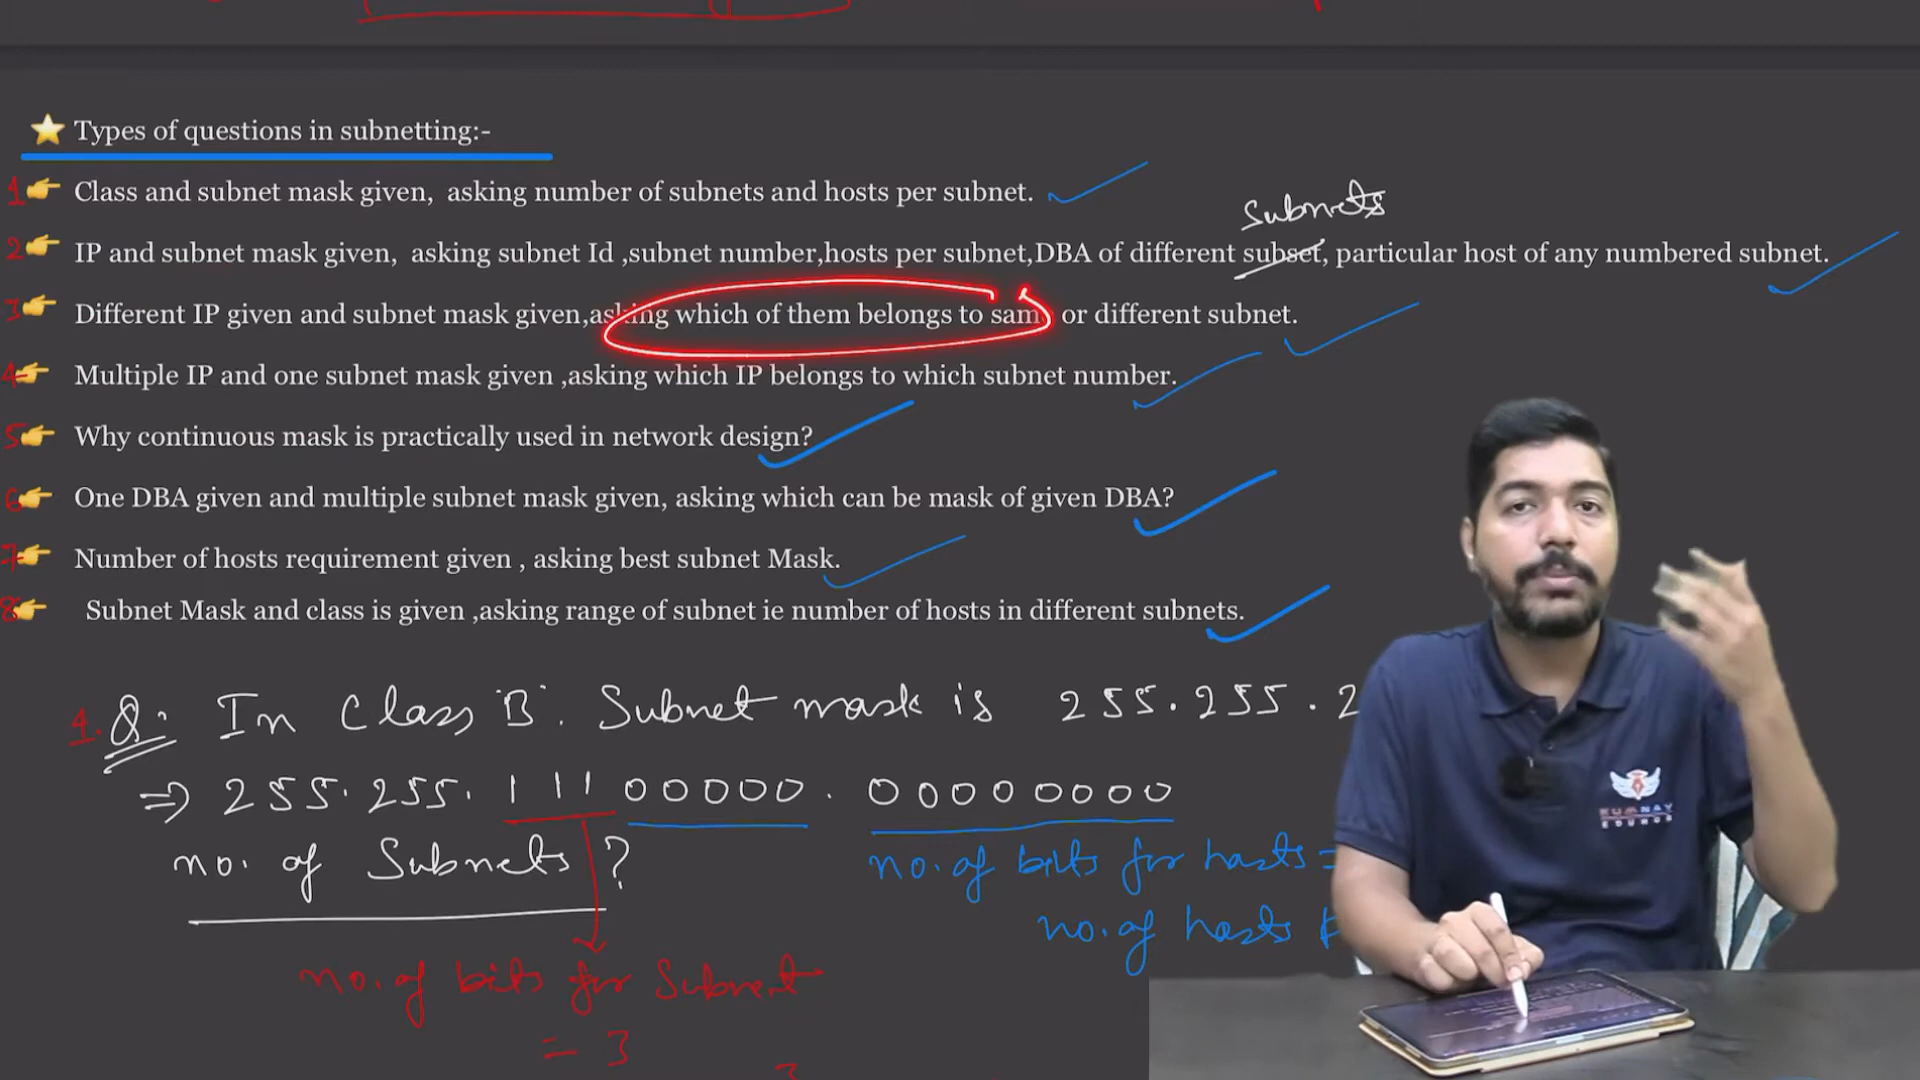 ⭐ Types of questions in subnetting:-
1 👉 Class and subnet mask given, asking number of subnets and hosts per subnet.
Subnets
2 👉 IP and subnet mask given, asking subnet Id ,subnet number,hosts per subnet,DBA of different subset, particular host of any numbered subnet.
3 👉 Different IP given and subnet mask given,asking which of them belongs to sam or different subnet.
4 👉 Multiple IP and one subnet mask given ,asking which IP belongs to which subnet number.
5 👉 Why continuous mask is practically used in network design?
6 👉 One DBA given and multiple subnet mask given, asking which can be mask of given DBA?
7 👉 Number of hosts requirement given , asking best subnet Mask.
8 👉 Subnet Mask and class is given ,asking range of subnet ie number of hosts in different subnets.
1. Q: In Class 'B'. Subnet mask is 255.255.2
⇒ 255.255.11100000.00000000
no. of Subnets ?
no. of bits for hosts =
no. of hosts
no. of bits for Subnet
= 3